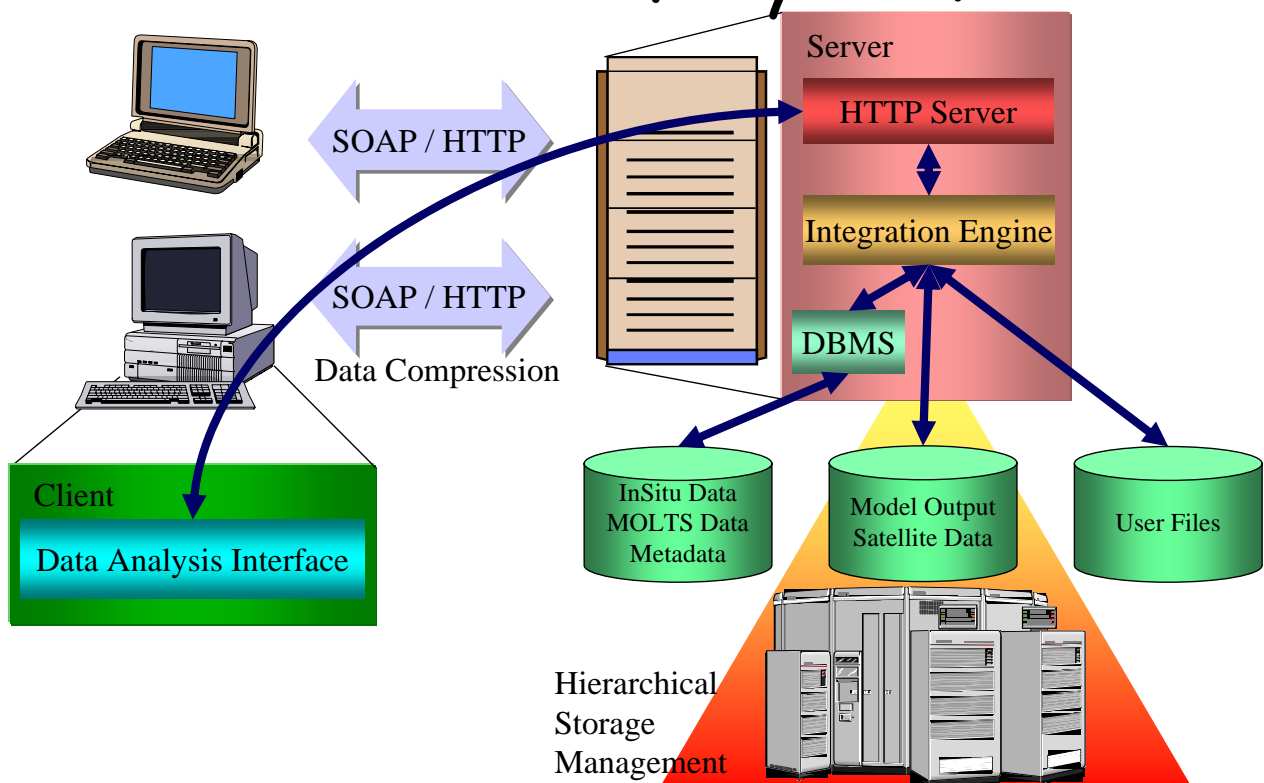 Server
HTTP Server
SOAP / HTTP
Integration Engine
SOAP / HTTP
DBMS
Data Compression
Client
Data Analysis Interface
InSitu Data
MOLTS Data
Metadata
Model Output
Satellite Data
User Files
Hierarchical
Storage
Management